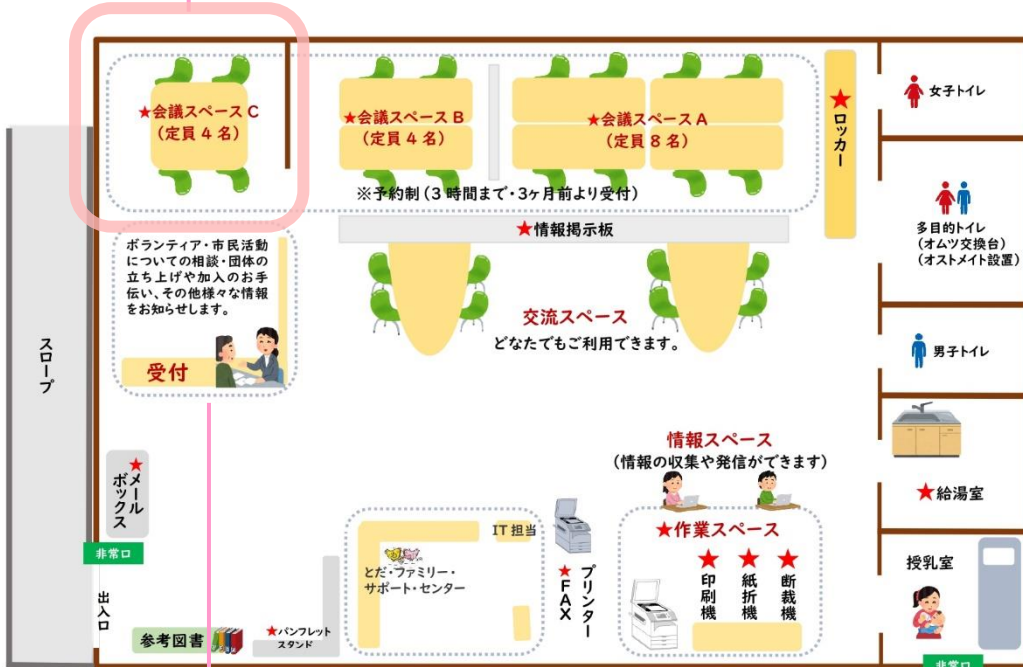 ★会議スペースC
(定員4名)
★会議スペースB
(定員4名)
★会議スペースA
(定員8名)
※予約制(3時間まで・3ヶ月前より受付)
★ロッカー
女子トイレ
多目的トイレ
(オムツ交換台)
(オストメイト設置)
男子トイレ
★給湯室
授乳室
非常口
★情報掲示板
交流スペース
どなたでもご利用できます。
ボランティア・市民活動
についての相談・団体の
立ち上げや加入のお手
伝い、その他様々な情報
をお知らせします。
受付
スロープ
★メール
ボックス
非常口
出入口
参考図書
★パンフレット
スタンド
IT担当
とだ・ファミリー・
サポート・センター
プリンター
★FAX
情報スペース
(情報の収集や発信ができます)
★作業スペース
★印刷機
★紙折機
★断裁機